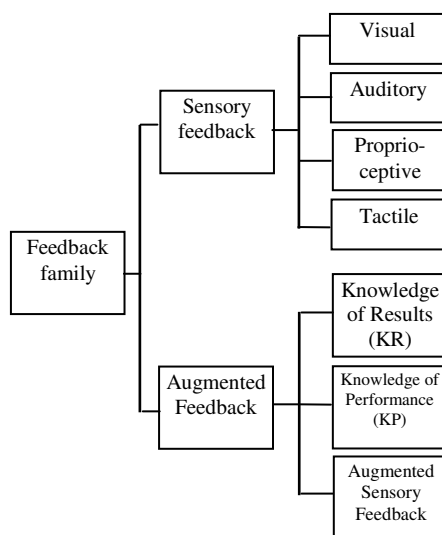 Visual
Sensory
feedback
Auditory
Proprio-
ceptive
Tactile
Feedback
family
Knowledge
of Results
(KR)
Augmented
Feedback
Knowledge of
Performance
(KP)
Augmented
Sensory
Feedback